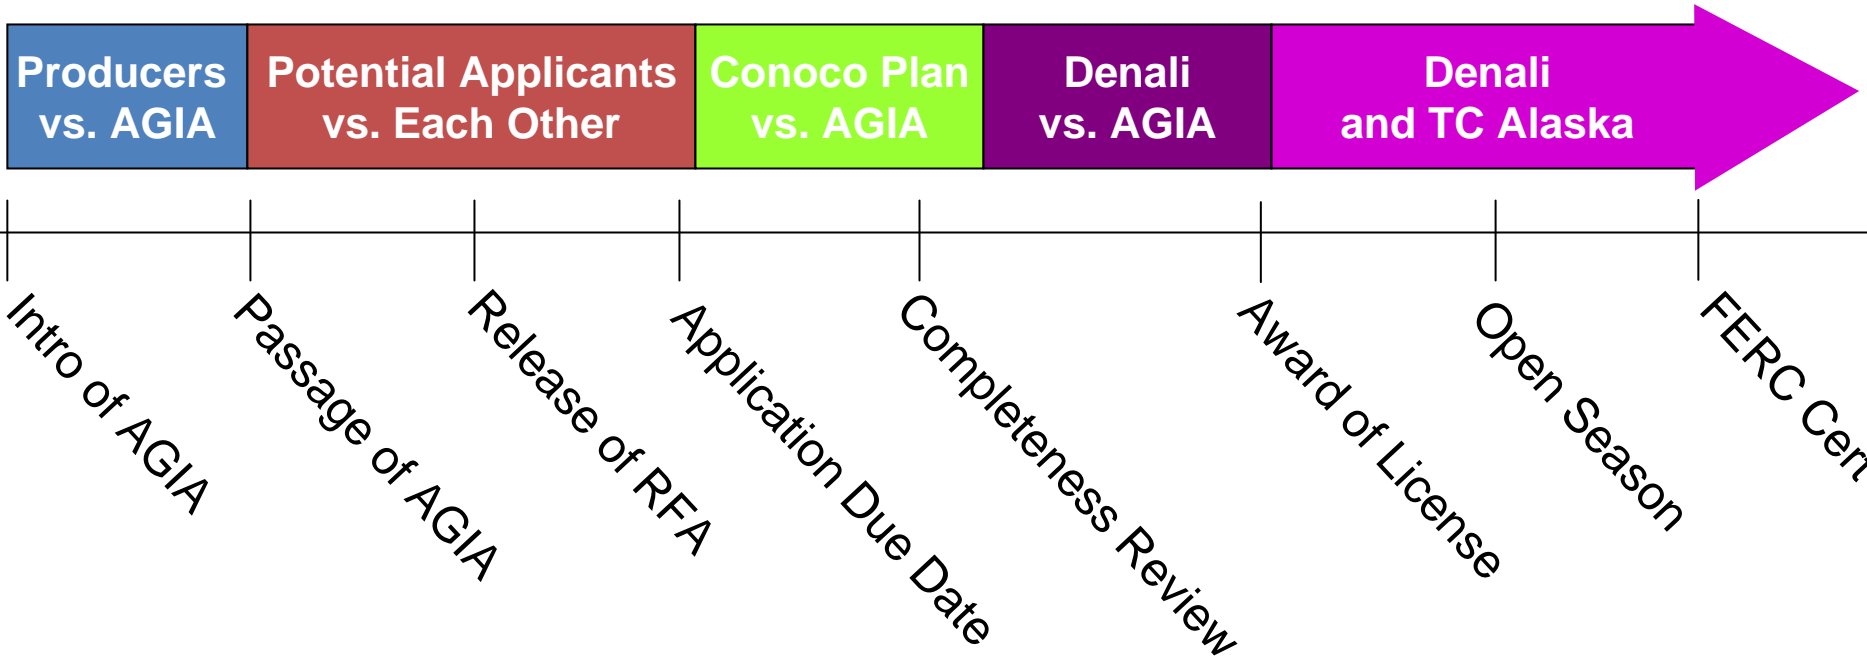 Producers
vs. AGIA
Potential Applicants
vs. Each Other
Conoco Plan
vs. AGIA
Denali
vs. AGIA
Denali
and TC Alaska
Intro of AGIA
Passage of AGIA
Release of RFA
Application Due Date
Completeness Review
Award of License
Open Season
FERC Cert